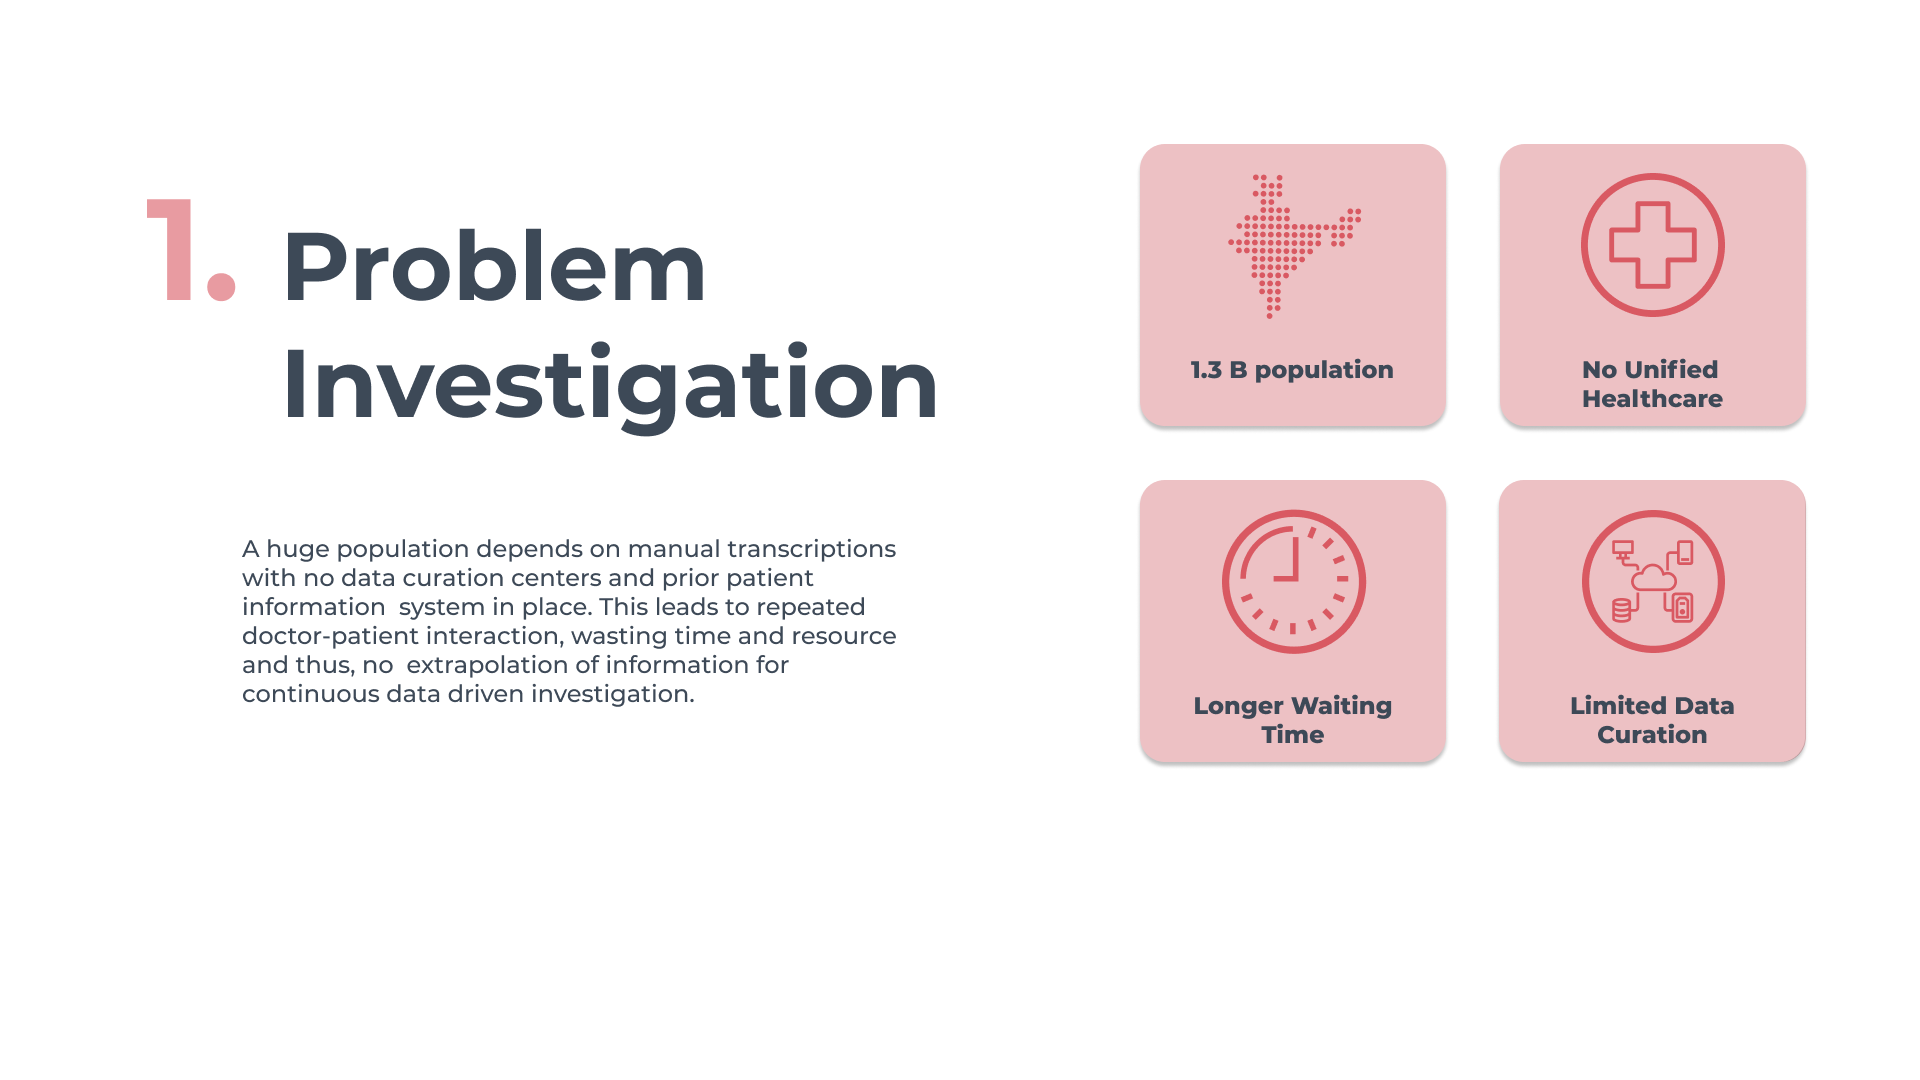 1.
Problem
Investigation
A huge population depends on manual transcriptions
with no data curation centers and prior patient
information  system in place. This leads to repeated
doctor-patient interaction, wasting time and resource
and thus, no  extrapolation of information for
continuous data driven investigation.
1.3 B population
No Unified
Healthcare
Longer Waiting
Time
Limited Data
Curation